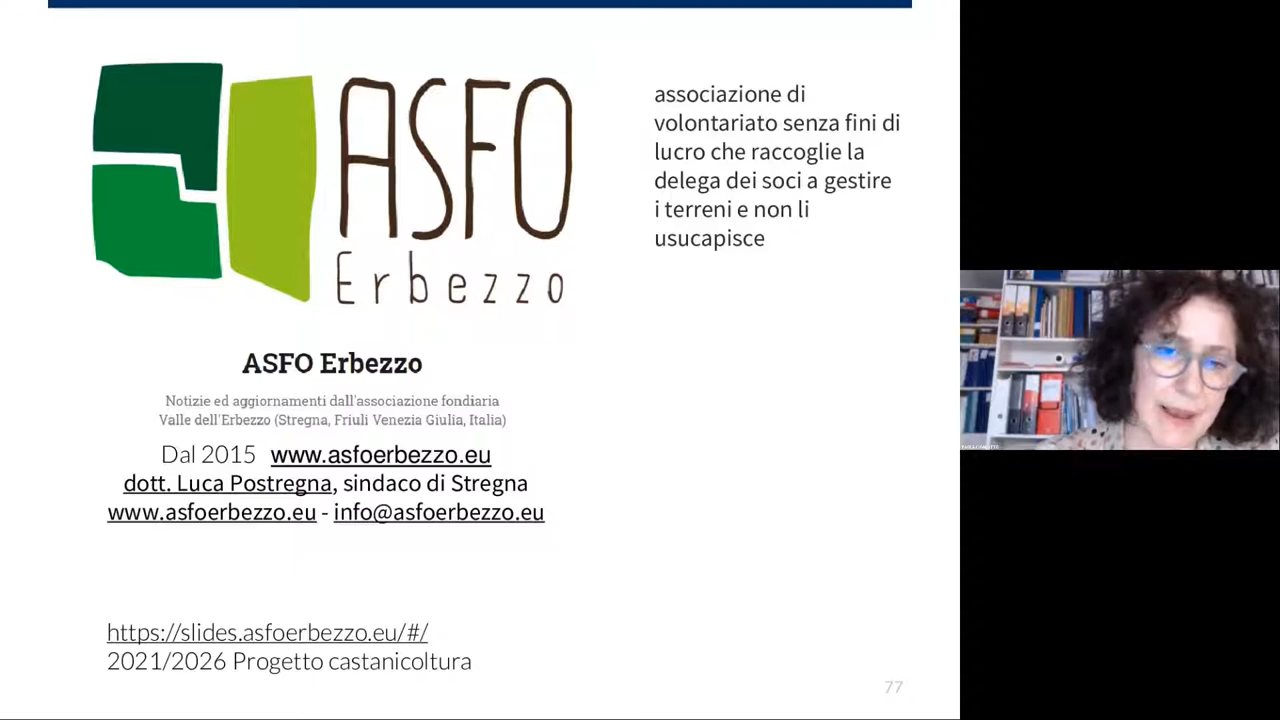 ASFO
Erbezzo
associazione di
volontariato senza fini di
lucro che raccoglie la
delega dei soci a gestire
i terreni e non li
usucapisce
ASFO Erbezzo
Notizie ed aggiornamenti dall'associazione fondiaria
Valle dell'Erbezzo (Stregna, Friuli Venezia Giulia, Italia)
Dal 2015 www.asfoerbezzo.eu
dott. Luca Postregna, sindaco di Stregna
www.asfoerbezzo.eu - info@asfoerbezzo.eu
https://slides.asfoerbezzo.eu/#/
2021/2026 Progetto castanicoltura
77